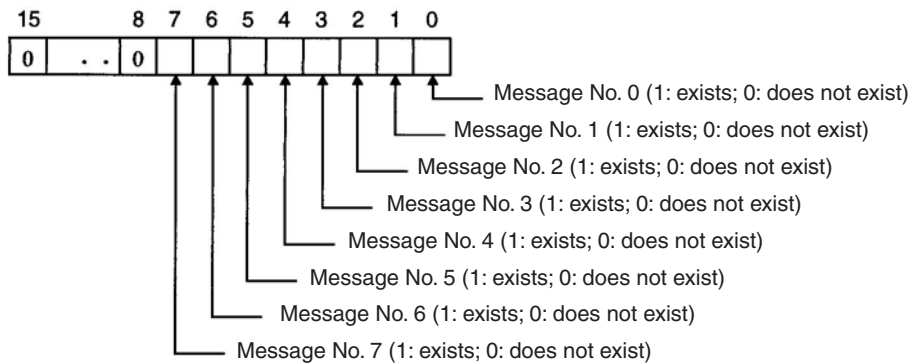 15 8 7 6 5 4 3 2 1 0
0 . . 0
Message No. 0 (1: exists; 0: does not exist)
Message No. 1 (1: exists; 0: does not exist)
Message No. 2 (1: exists; 0: does not exist)
Message No. 3 (1: exists; 0: does not exist)
Message No. 4 (1: exists; 0: does not exist)
Message No. 5 (1: exists; 0: does not exist)
Message No. 6 (1: exists; 0: does not exist)
Message No. 7 (1: exists; 0: does not exist)